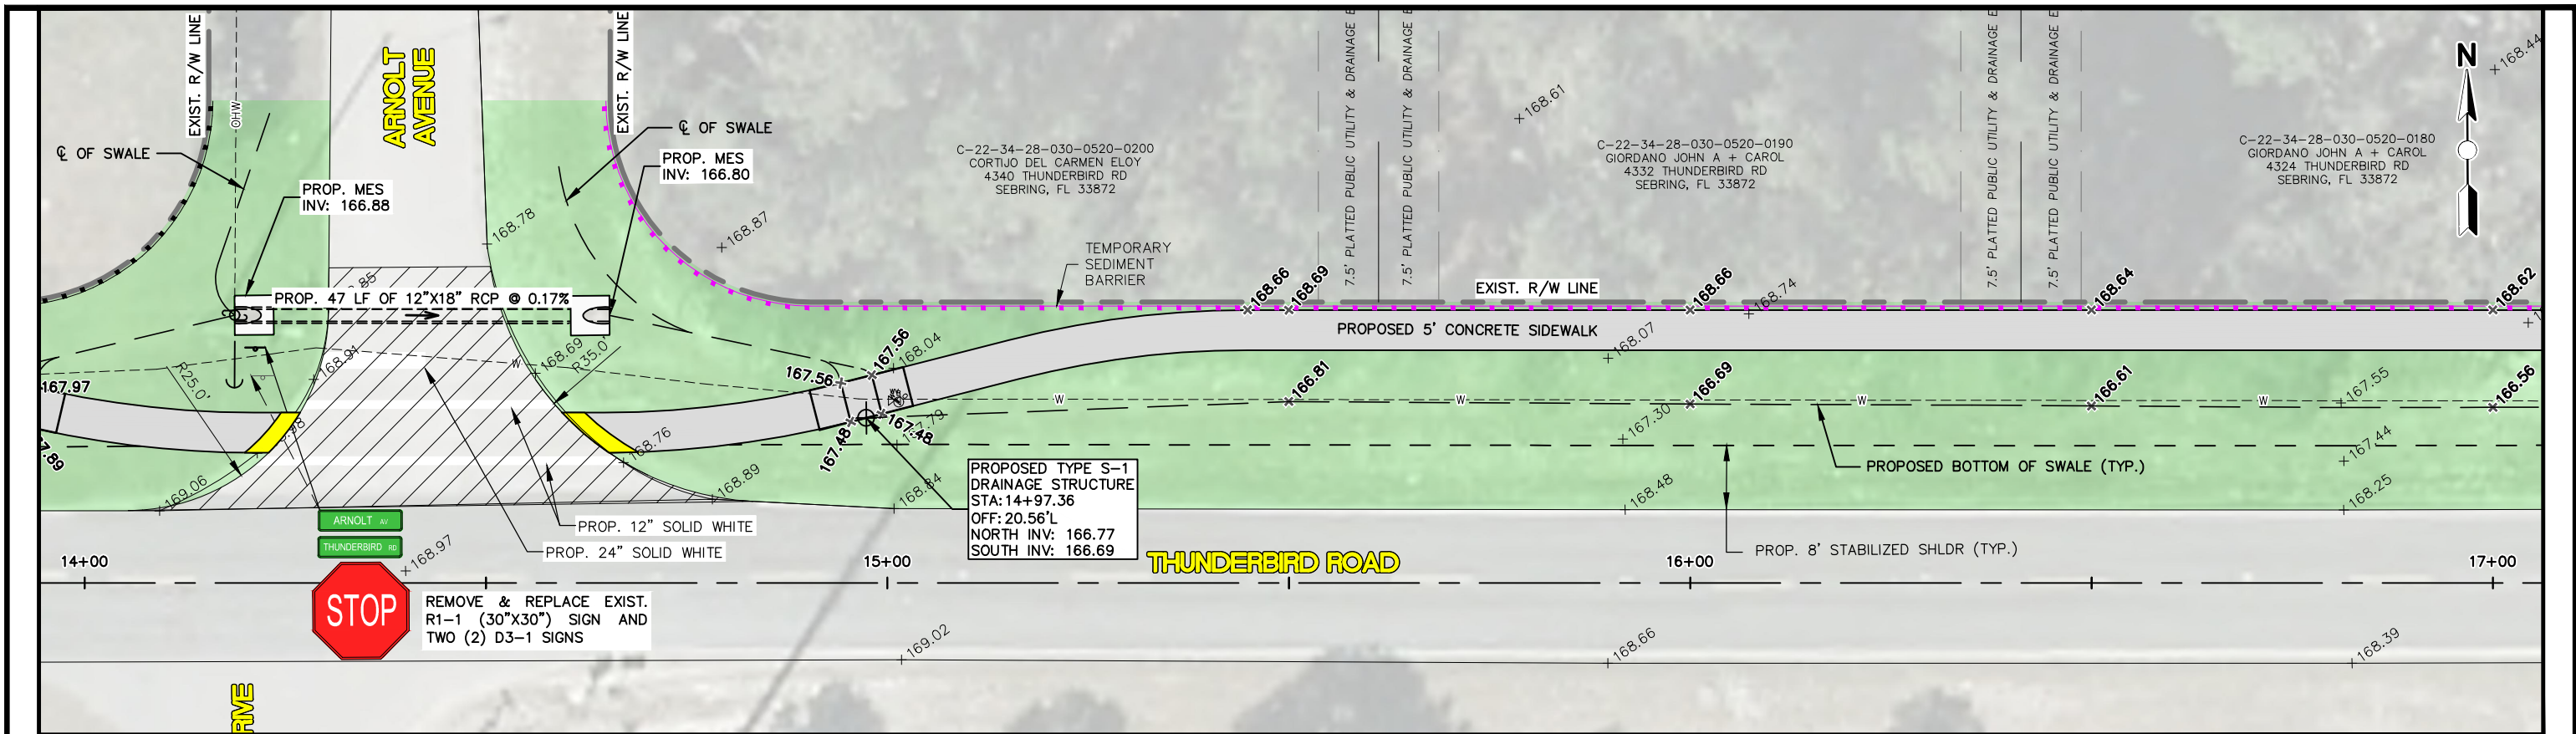 EXIST. R/W LINE
OHW
ARNOLT
AVENUE
EXIST. R/W LINE
℄ OF SWALE
℄ OF SWALE
PROP. MES
INV: 166.88
PROP. MES
INV: 166.80
168.78
168.87
C-22-34-28-030-0520-0200
CORTIJO DEL CARMEN ELOY
4340 THUNDERBIRD RD
SEBRING, FL 33872
7.5' PLATTED PUBLIC UTILITY & DRAINAGE E
7.5' PLATTED PUBLIC UTILITY & DRAINAGE E
168.61
C-22-34-28-030-0520-0190
GIORDANO JOHN A + CAROL
4332 THUNDERBIRD RD
SEBRING, FL 33872
7.5' PLATTED PUBLIC UTILITY & DRAINAGE E
7.5' PLATTED PUBLIC UTILITY & DRAINAGE E
C-22-34-28-030-0520-0180
GIORDANO JOHN A + CAROL
4324 THUNDERBIRD RD
SEBRING, FL 33872
N
168.44
TEMPORARY
SEDIMENT
BARRIER
PROP. 47 LF OF 12"X18" RCP @ 0.17%
168.66
168.69
EXIST. R/W LINE
168.66
168.74
168.64
168.62
PROPOSED 5' CONCRETE SIDEWALK
168.07
168.91
W
168.69
R35.0'
R25.0'
167.97
167.56
167.56
168.04
167.48
167.48
167.79
W
166.81
W
166.69
W
166.61
W
167.55
166.56
167.30
167.44
168.76
168.89
168.84
169.06
168.48
168.25
PROPOSED TYPE S-1
DRAINAGE STRUCTURE
STA: 14+97.36
OFF: 20.56'L
NORTH INV: 166.77
SOUTH INV: 166.69
PROPOSED BOTTOM OF SWALE (TYP.)
PROP. 8' STABILIZED SHLDR (TYP.)
ARNOLT AV
THUNDERBIRD RD
168.97
PROP. 12" SOLID WHITE
PROP. 24" SOLID WHITE
THUNDERBIRD ROAD
14+00
15+00
16+00
17+00
STOP
REMOVE & REPLACE EXIST.
R1-1 (30"X30") SIGN AND
TWO (2) D3-1 SIGNS
169.02
168.66
168.39